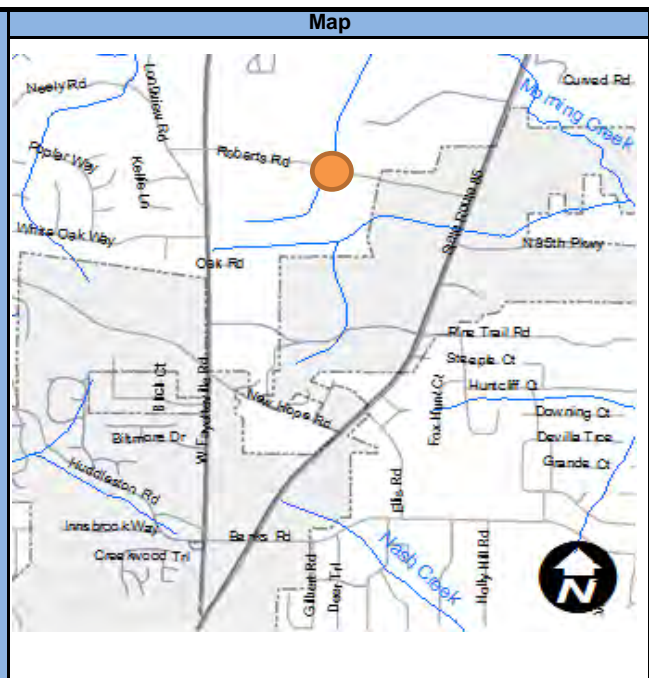 Map
Neely Rd
Longview Rd
Curved Rd
Morning Creek
Poplar Way
Kellie Ln
Roberts Rd
State Route 85
White Oak Way
Oak Rd
N 85th Pkwy
Pine Trail Rd
Steeple Ct
Huntcliff Ct
Birch Ct
W Fayetteville Rd
New Hope Rd
Fox Hunt Ct
Downing Ct
Biltmore Dr
Devilla Trce
Grande Ct
Huddleston Rd
Ellis Rd
Innsbrook Way
Banks Rd
Creekwood Trl
Nash Creek
Gilbert Rd
Deer Trl
Holly Hill Rd
N